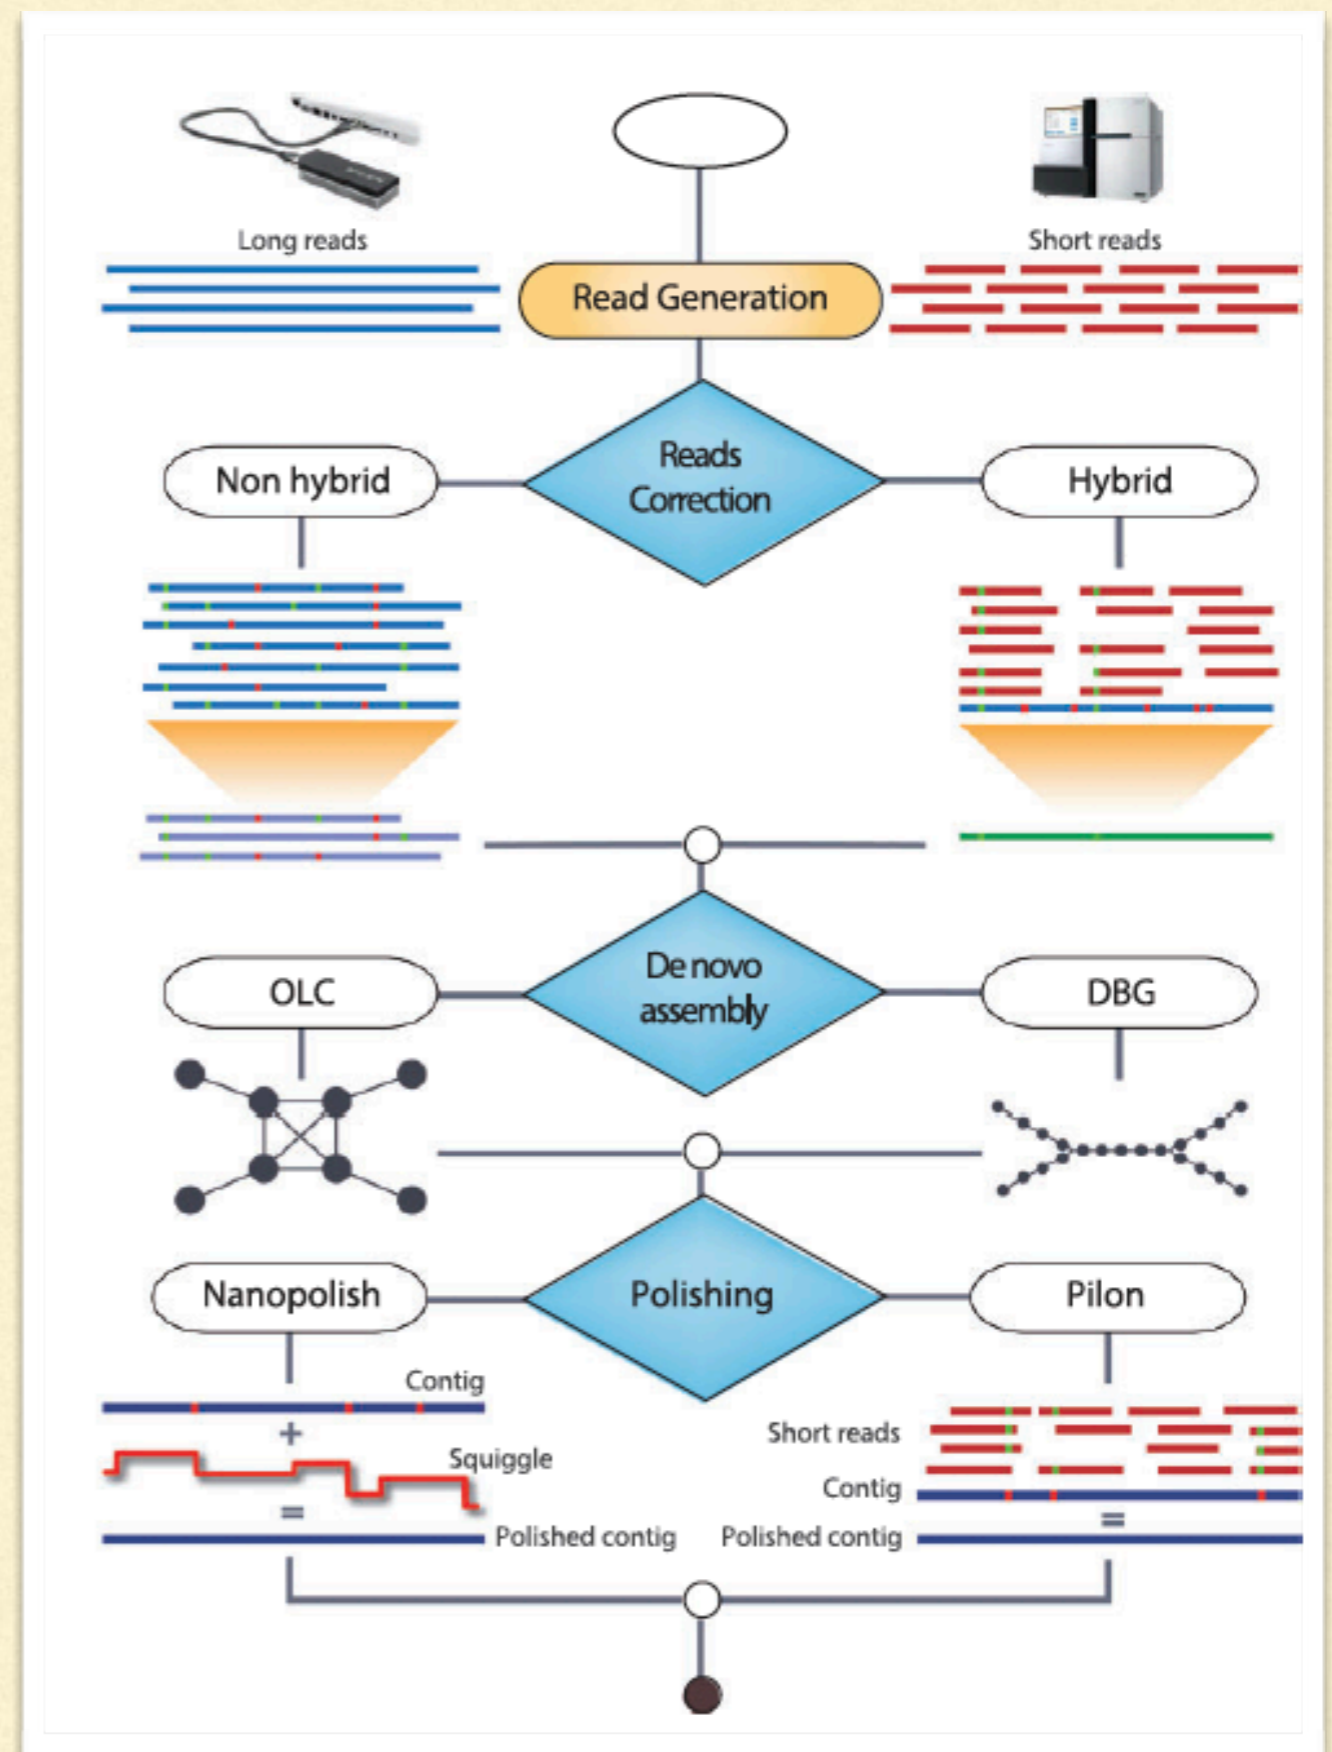 Long reads
Short reads
Read Generation
Reads
Correction
Non hybrid
Hybrid
De novo
assembly
OLC
DBG
Polishing
Nanopolish
Pilon
Contig
+
Squiggle
=
Polished contig
Short reads
Contig
=
Polished contig